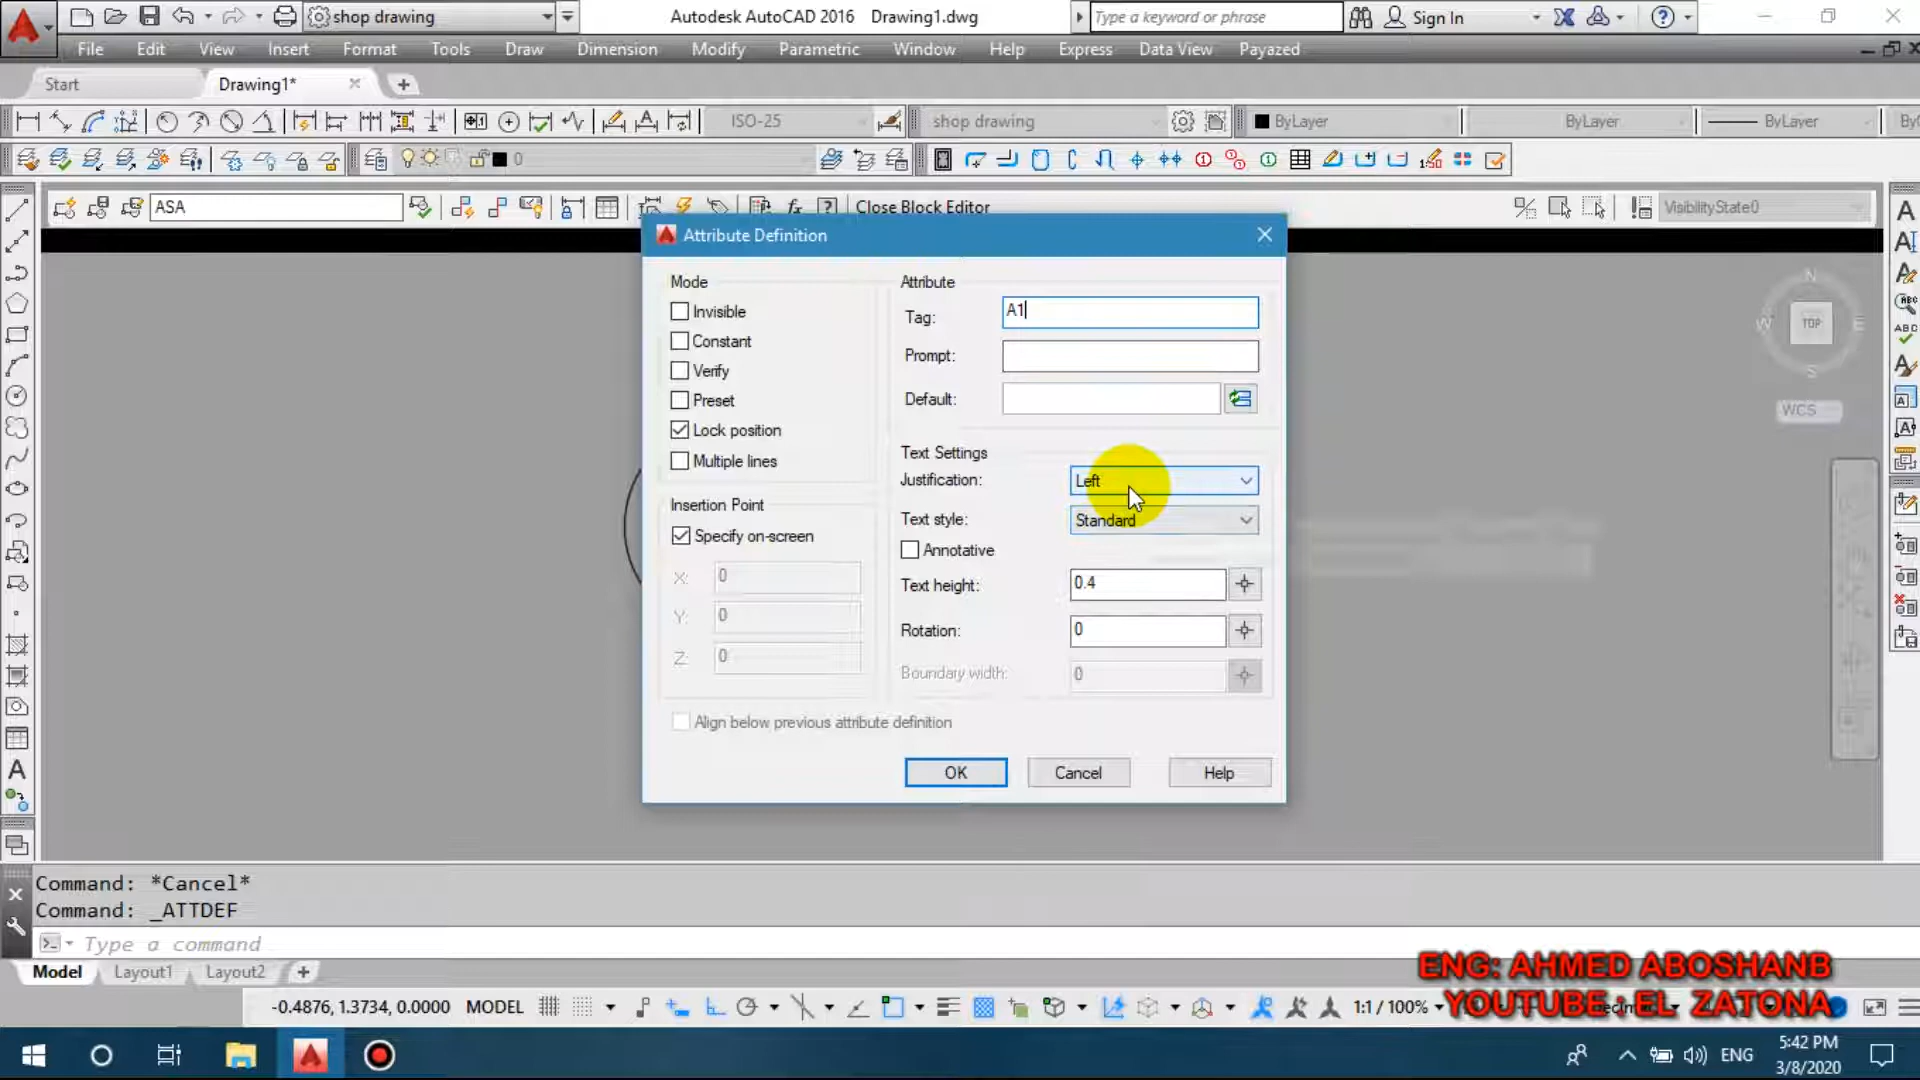 shop drawing
Autodesk AutoCAD 2016 Drawing1.dwg
Type a keyword or phrase
Sign In
File Edit View Insert Format Tools Draw Dimension Modify Parametric Window Help Express Data View Payazed
Start
Drawing1*
ISO-25
shop drawing
ByLayer
ByLayer
ByLayer
0
ASA
Close Block Editor
VisibilityState0
Attribute Definition
Mode
Invisible
Constant
Verify
Preset
Lock position
Multiple lines
Insertion Point
Specify on-screen
X: 0
Y: 0
Z: 0
Align below previous attribute definition
Attribute
Tag: A1
Prompt:
Default:
Text Settings
Justification: Left
Text style: Standard
Annotative
Text height: 0.4
Rotation: 0
Boundary width: 0
OK Cancel Help
N
W TOP E
S
WCS
Command: *Cancel*
Command: _ATTDEF
Type a command
Model Layout1 Layout2
-0.4876, 1.3734, 0.0000 MODEL
1:1 / 100%
ENG: AHMED ABOSHANB
YOUTUBE : EL ZATONA
ENG
5:42 PM
3/8/2020